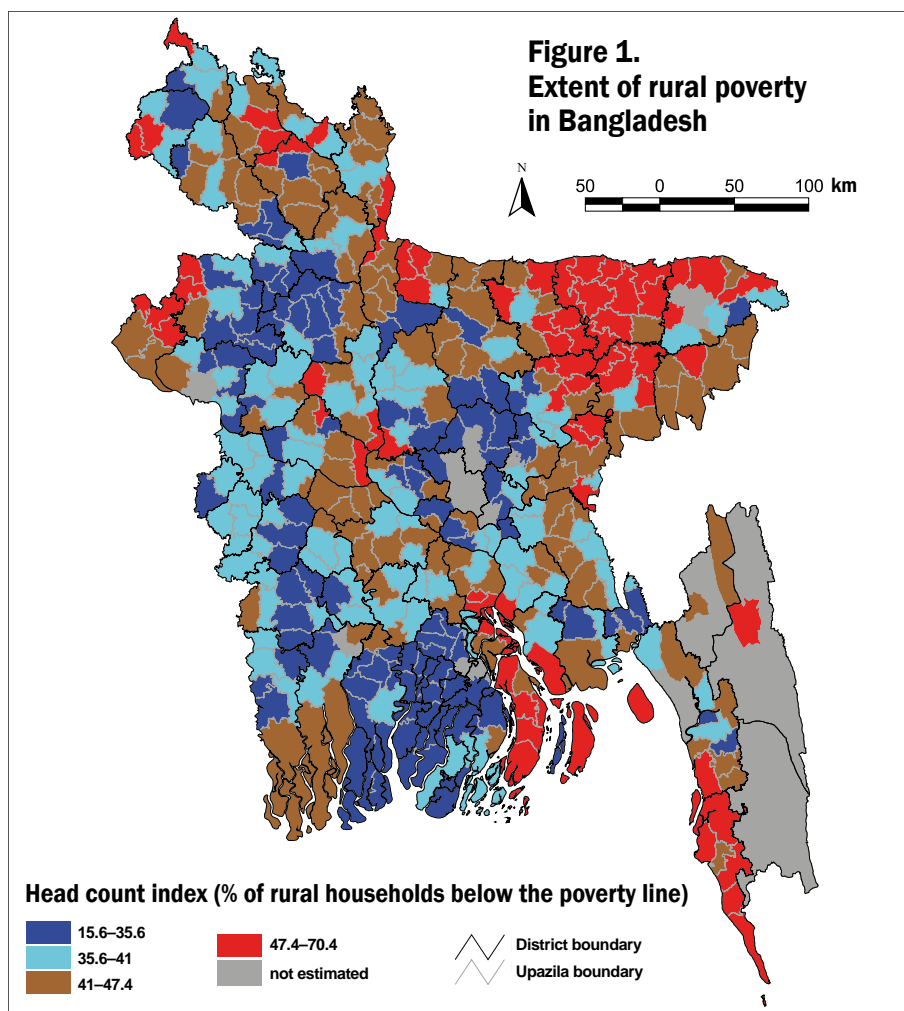 Figure 1.
Extent of rural poverty
in Bangladesh
N
50 0 50 100 km
Head count index (% of rural households below the poverty line)
15.6–35.6
35.6–41
41–47.4
47.4–70.4
not estimated
District boundary
Upazila boundary